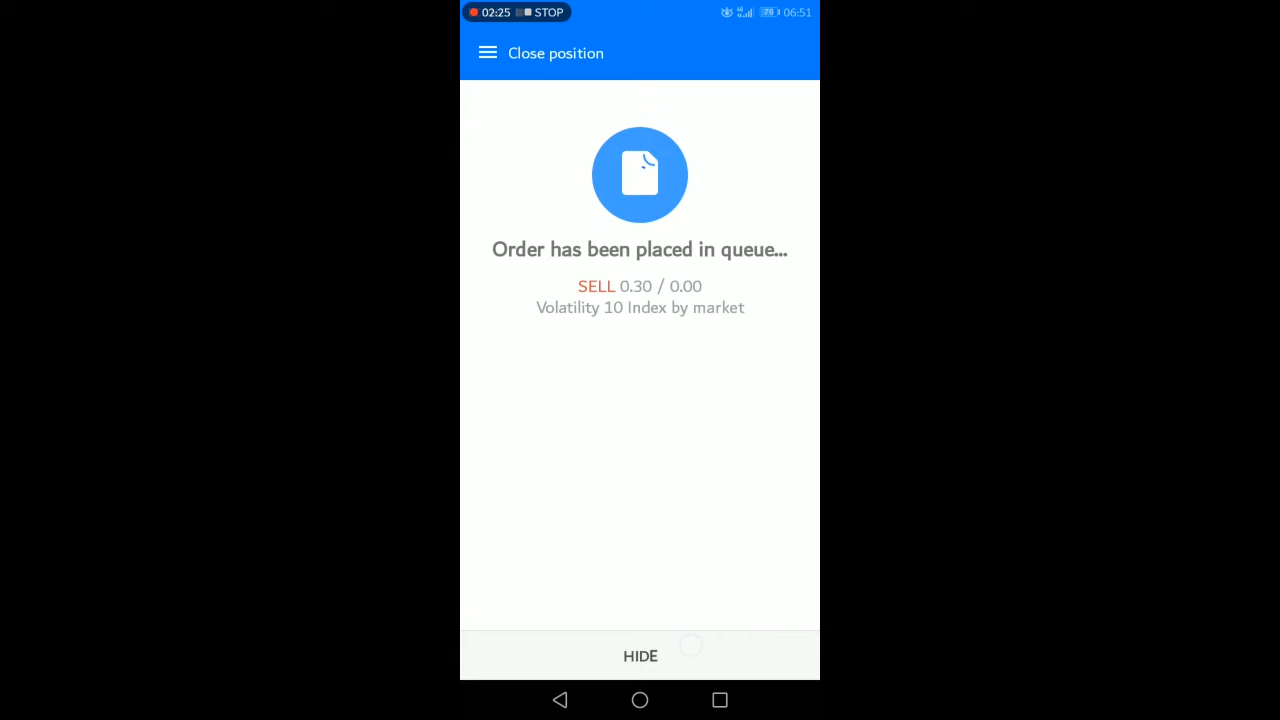 02:25 STOP
79 06:51
Close position
Order has been placed in queue...
SELL 0.30 / 0.00
Volatility 10 Index by market
HIDE